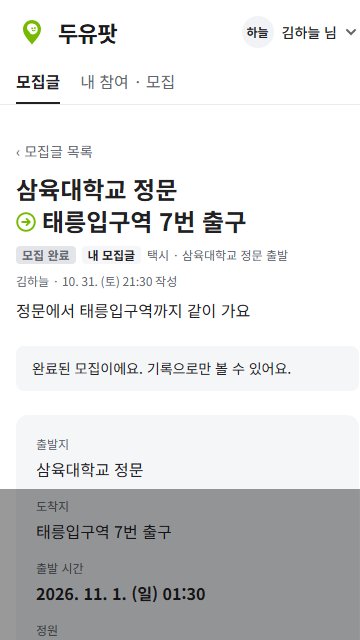 두유팟
하늘 김하늘 님
모집글 내 참여 · 모집
‹ 모집글 목록
삼육대학교 정문
태릉입구역 7번 출구
모집 완료 내 모집글 택시 · 삼육대학교 정문 출발
김하늘 · 10. 31. (토) 21:30 작성
정문에서 태릉입구역까지 같이 가요
완료된 모집이에요. 기록으로만 볼 수 있어요.
출발지
삼육대학교 정문
도착지
태릉입구역 7번 출구
출발 시간
2026. 11. 1. (일) 01:30
정원